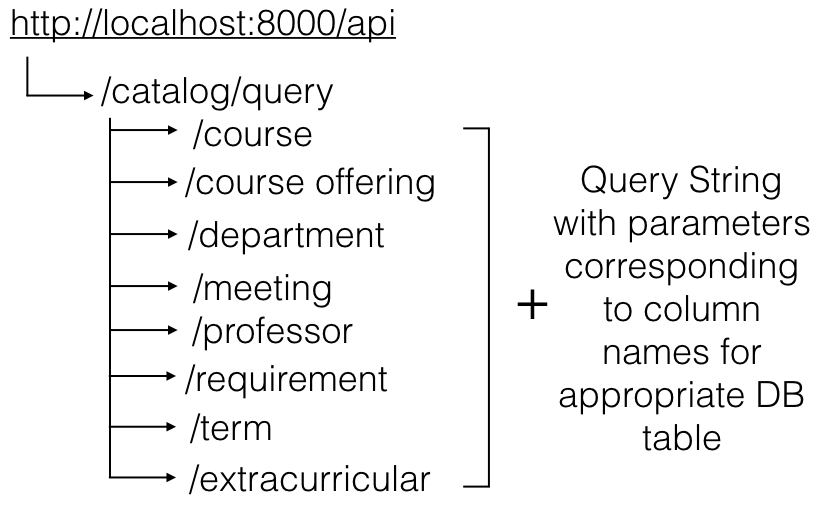 http://localhost:8000/api
/catalog/query
/course
/course offering
/department
/meeting
/professor
/requirement
/term
/extracurricular
+
Query String
with parameters
corresponding
to column
names for
appropriate DB
table